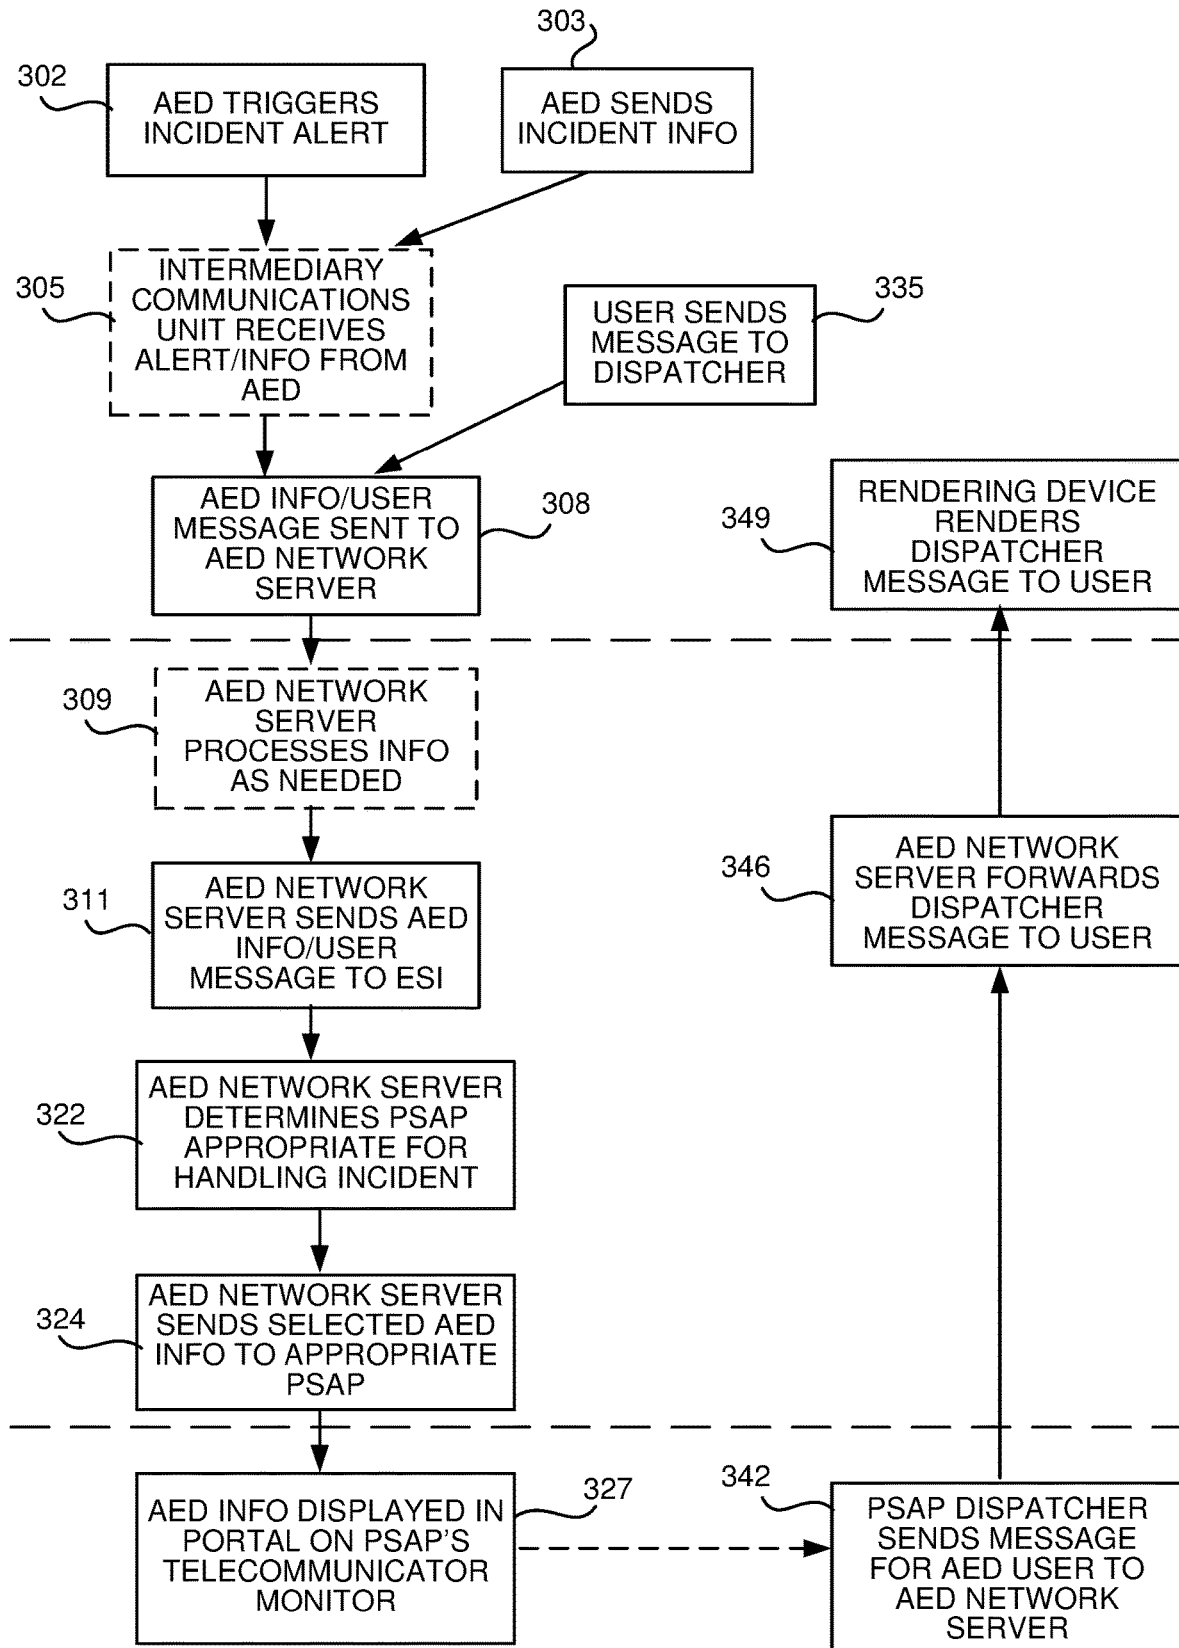 303
302
AED TRIGGERS
INCIDENT ALERT
AED SENDS
INCIDENT INFO
305
INTERMEDIARY
COMMUNICATIONS
UNIT RECEIVES
ALERT/INFO FROM
AED
335
USER SENDS
MESSAGE TO
DISPATCHER
AED INFO/USER
MESSAGE SENT TO
AED NETWORK
SERVER
308
349
RENDERING DEVICE
RENDERS
DISPATCHER
MESSAGE TO USER
309
AED NETWORK
SERVER
PROCESSES INFO
AS NEEDED
311
AED NETWORK
SERVER SENDS AED
INFO/USER
MESSAGE TO ESI
346
AED NETWORK
SERVER FORWARDS
DISPATCHER
MESSAGE TO USER
322
AED NETWORK SERVER
DETERMINES PSAP
APPROPRIATE FOR
HANDLING INCIDENT
324
AED NETWORK SERVER
SENDS SELECTED AED
INFO TO APPROPRIATE
PSAP
AED INFO DISPLAYED IN
PORTAL ON PSAP'S
TELECOMMUNICATOR
MONITOR
327
342
PSAP DISPATCHER
SENDS MESSAGE
FOR AED USER TO
AED NETWORK
SERVER